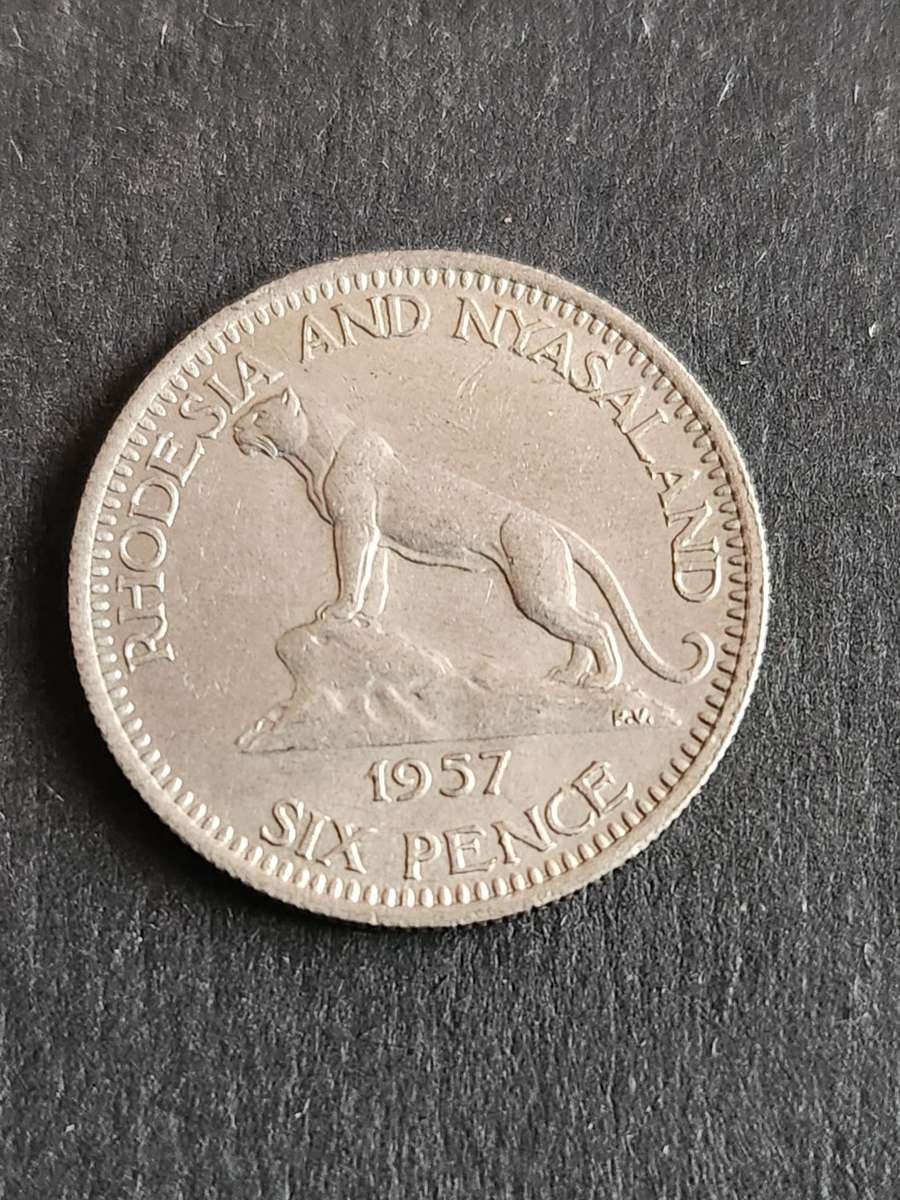 RHODESIA AND NYASALAND
1957
SIX PENCE